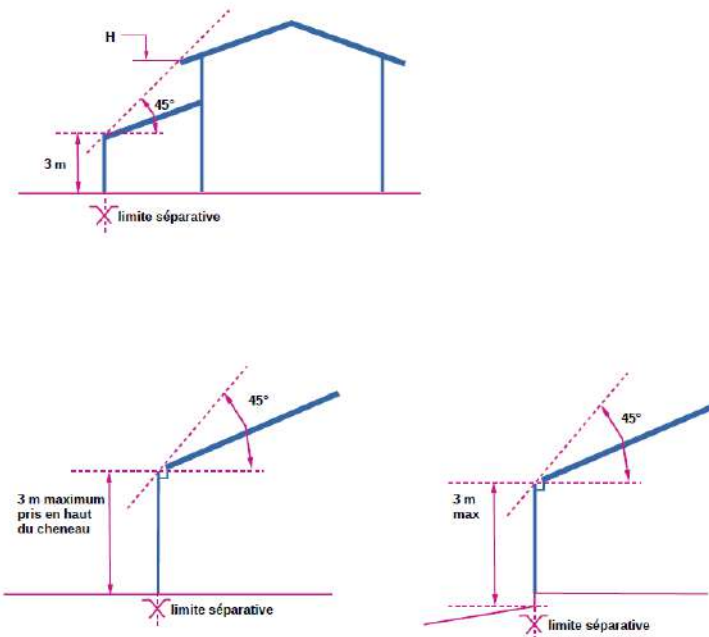 H
45°
3 m
limite séparative
45°
3 m maximum
pris en haut
du cheneau
limite séparative
45°
3 m
max
limite séparative